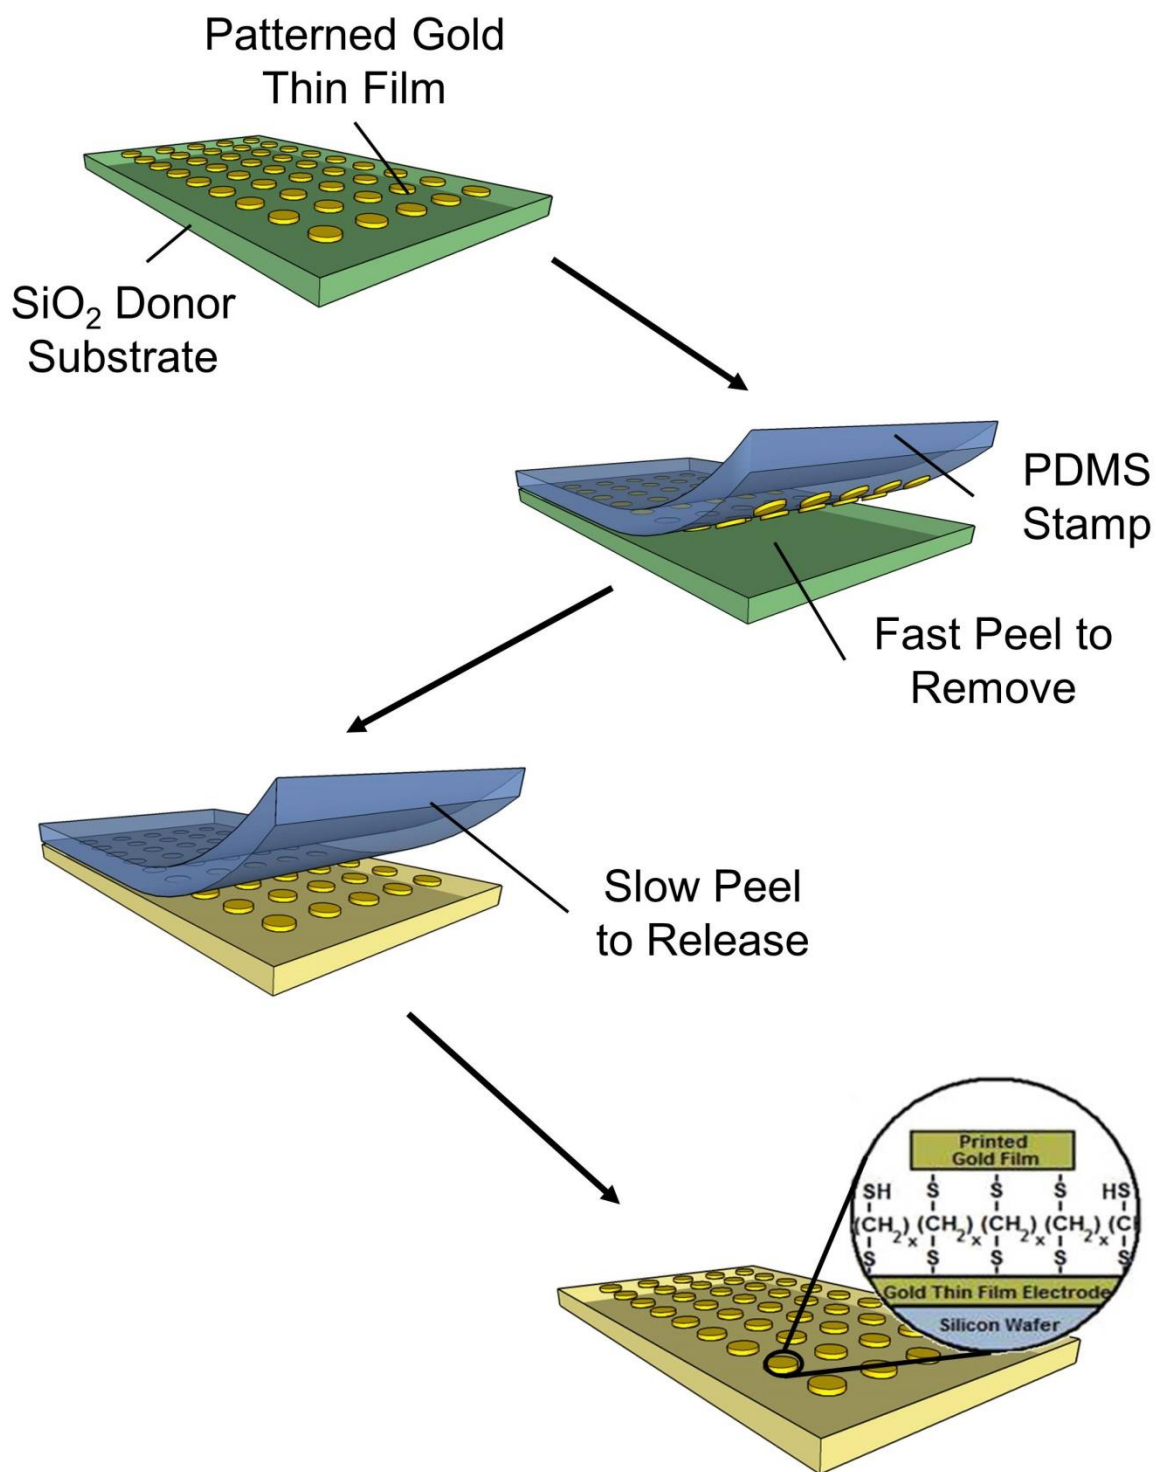 Patterned Gold
Thin Film
SiO₂ Donor
Substrate
PDMS
Stamp
Fast Peel to
Remove
Slow Peel
to Release
Printed
Gold Film
SH S S S HS
(CH₂)ₓ (CH₂)ₓ (CH₂)ₓ (CH₂)ₓ (C
S S S S S
Gold Thin Film Electrode
Silicon Wafer